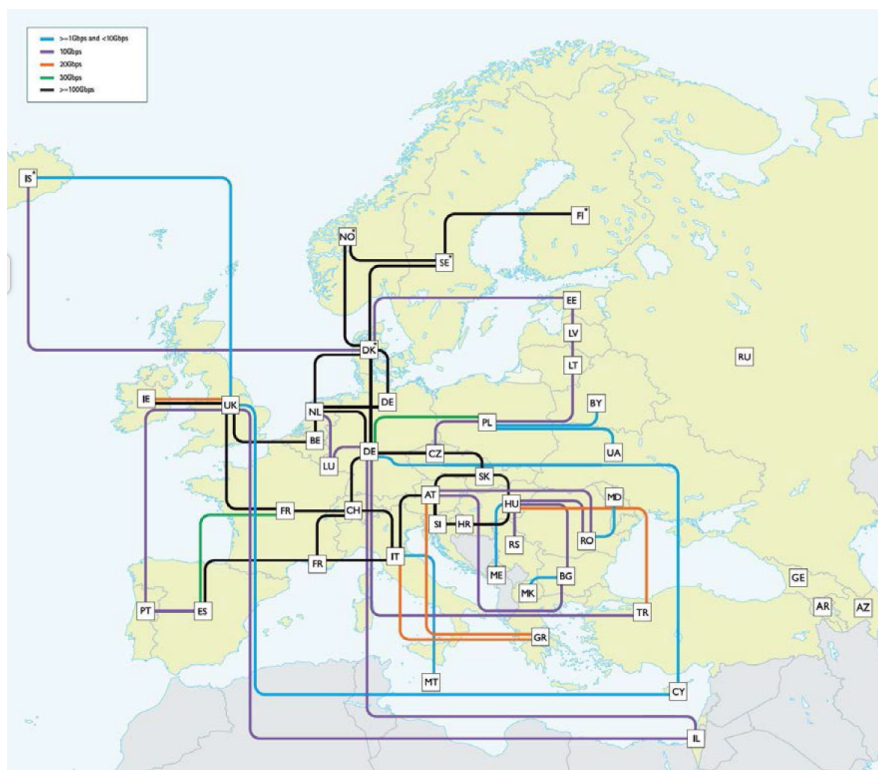 >=1Gbps and <10Gbps
10Gbps
20Gbps
30Gbps
>=100Gbps
IS*
NO*
FI*
SE*
EE
LV
DK*
RU
LT
IE
UK
NL
DE
BY
PL
BE
DE
CZ
UA
LU
SK
AT
MD
FR
CH
HU
SI
HR
RO
RS
IT
FR
ME
BG
GE
MK
PT
ES
TR
AR
AZ
GR
MT
CY
IL